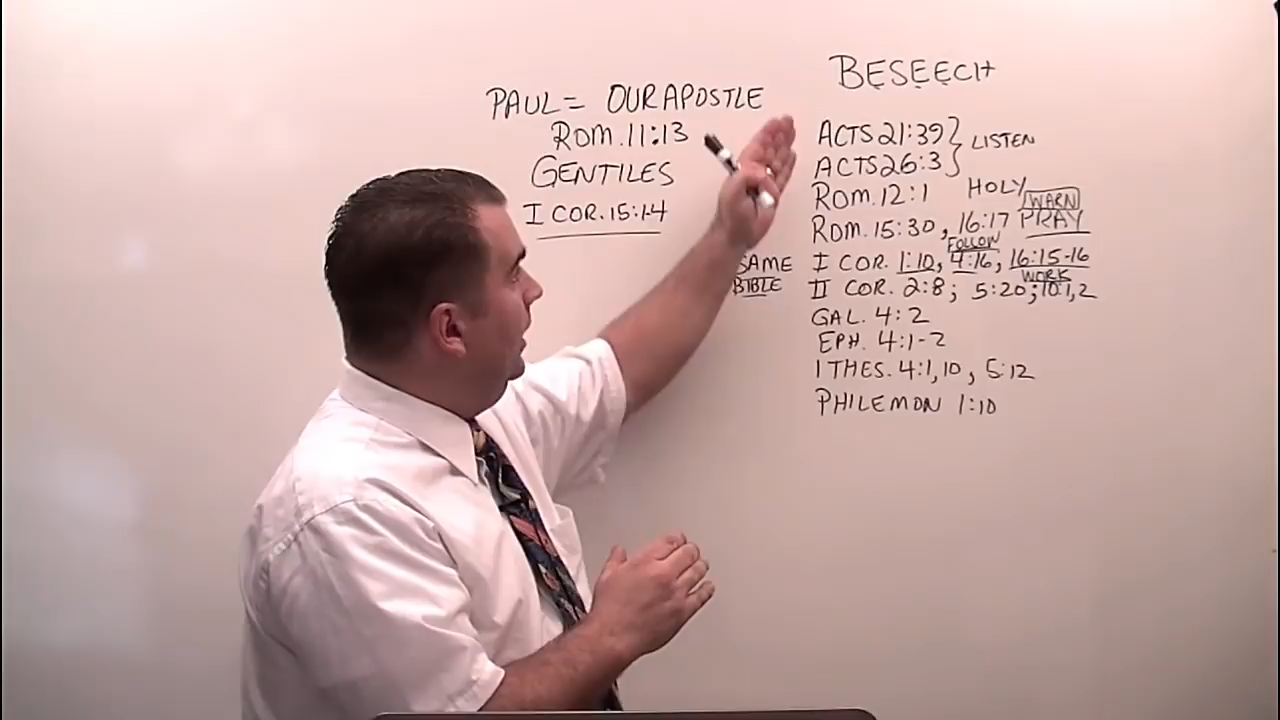 PAUL = OUR APOSTLE
ROM. 11:13
GENTILES
I COR. 15:1-4
BESEECH
ACTS 21:39 } LISTEN
ACTS 26:3
ROM. 12:1 HOLY
WARN
ROM. 15:30, 16:17 PRAY
FOLLOW
SAME I COR. 1:10, 4:16, 16:15-16
WORK
BIBLE II COR. 2:8; 5:20; 10:1,2
GAL. 4:2
EPH. 4:1-2
I THES. 4:1,10, 5:12
PHILEMON 1:10